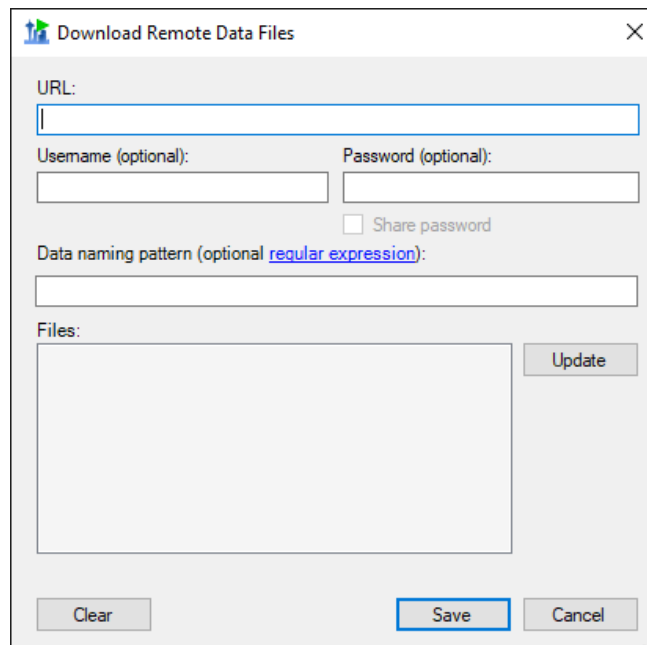 Download Remote Data Files
URL:
Username (optional): Password (optional):
Share password
Data naming pattern (optional regular expression):
Files:
Update
Clear Save Cancel